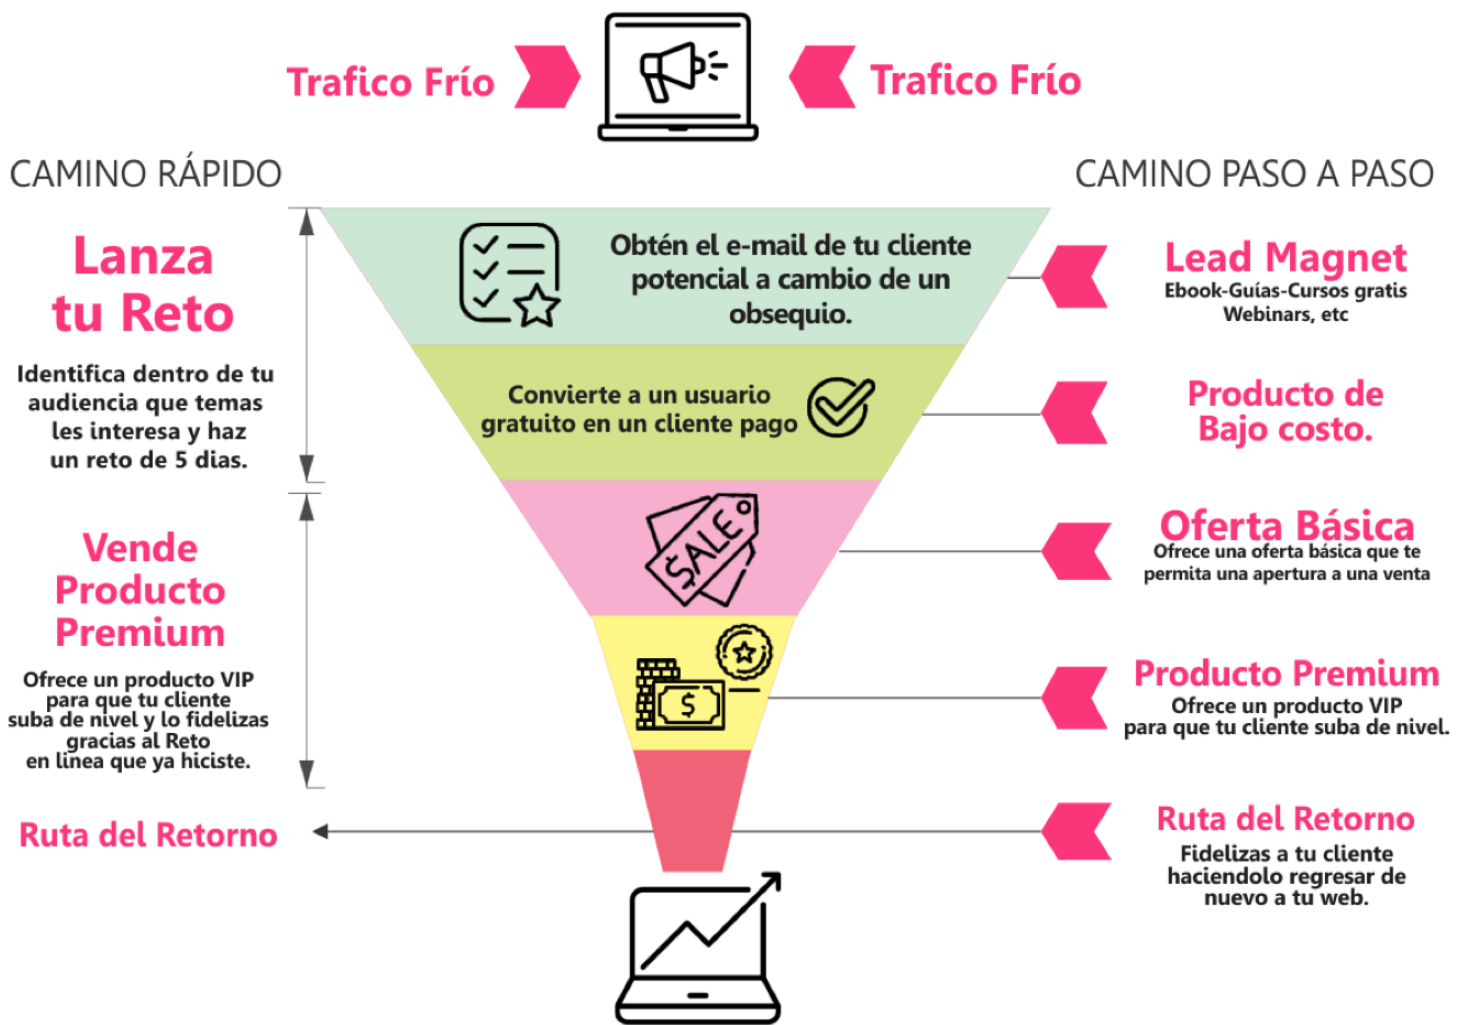 Trafico Frío
Trafico Frío
CAMINO RÁPIDO
CAMINO PASO A PASO
Lanza
tu Reto
Identifica dentro de tu
audiencia que temas
les interesa y haz
un reto de 5 dias.
Vende
Producto
Premium
Ofrece un producto VIP
para que tu cliente
suba de nivel y lo fidelizas
gracias al Reto
en linea que ya hiciste.
Ruta del Retorno
Obtén el e-mail de tu cliente
potencial a cambio de un
obsequio.
Convierte a un usuario
gratuito en un cliente pago
$ALE
$
Lead Magnet
Ebook-Guías-Cursos gratis
Webinars, etc
Producto de
Bajo costo.
Oferta Básica
Ofrece una oferta básica que te
permita una apertura a una venta
Producto Premium
Ofrece un producto VIP
para que tu cliente suba de nivel.
Ruta del Retorno
Fidelizas a tu cliente
haciendolo regresar de
nuevo a tu web.